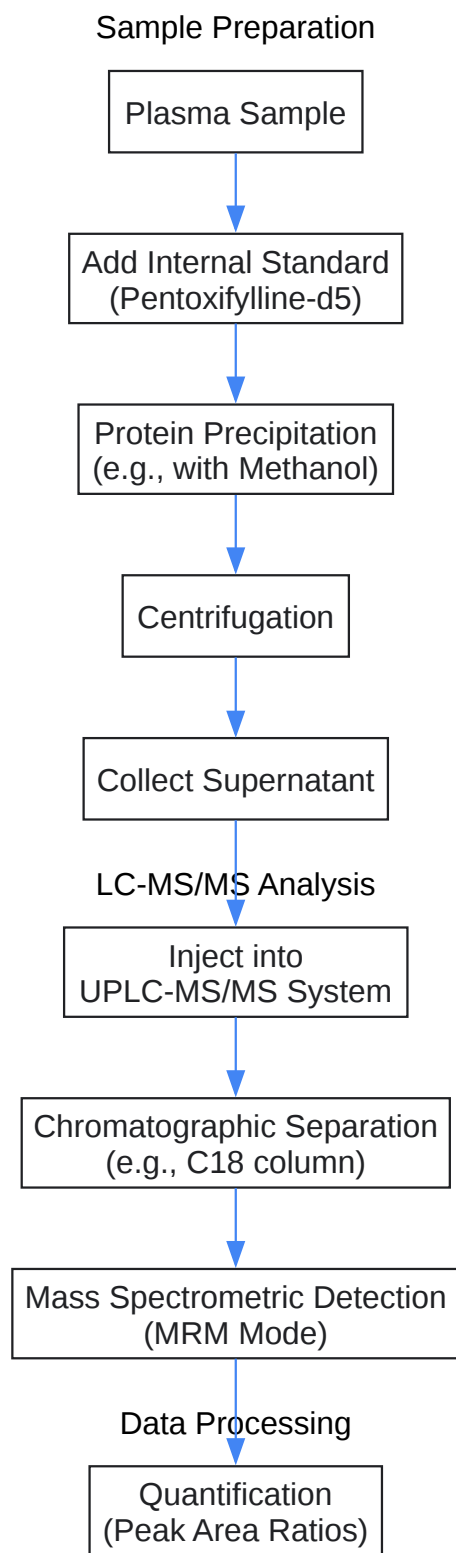 Sample Preparation
Plasma Sample
Add Internal Standard
(Pentoxifylline-d5)
Protein Precipitation
(e.g., with Methanol)
Centrifugation
Collect Supernatant
LC-MS/MS Analysis
Inject into
UPLC-MS/MS System
Chromatographic Separation
(e.g., C18 column)
Mass Spectrometric Detection
(MRM Mode)
Data Processing
Quantification
(Peak Area Ratios)